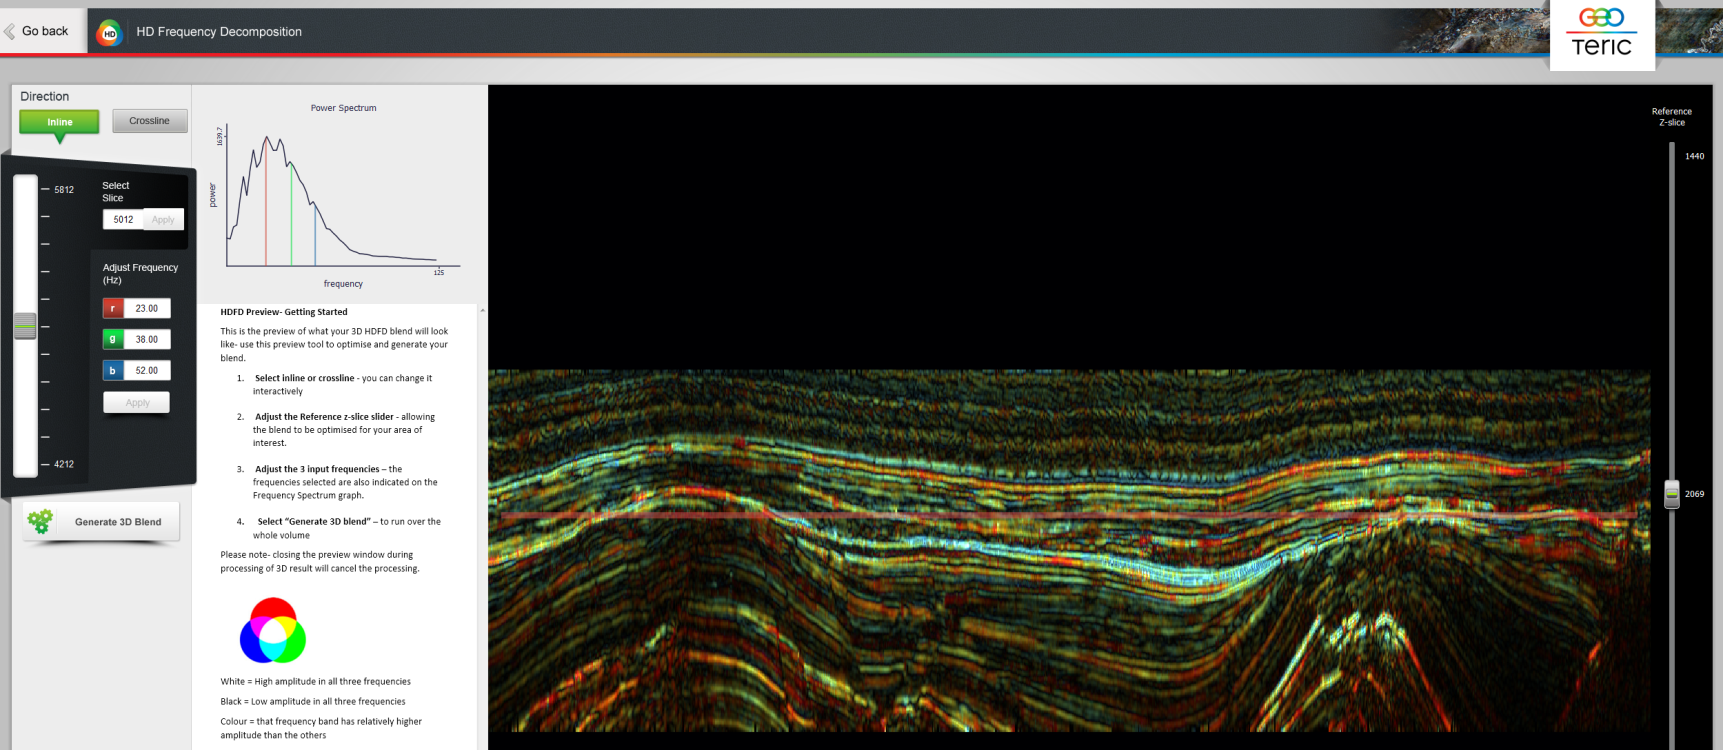 Go back
HD
HD Frequency Decomposition
GEO
TERIC
Direction
Inline
Crossline
5812
Select
Slice
5012
Apply
Adjust Frequency
(Hz)
r
23.00
g
38.00
b
52.00
Apply
4212
Generate 3D Blend
Power Spectrum
1639.7
power
125
frequency
HDFD Preview- Getting Started
This is the preview of what your 3D HDFD blend will look
like- use this preview tool to optimise and generate your
blend.
1. Select inline or crossline - you can change it
interactively
2. Adjust the Reference z-slice slider - allowing
the blend to be optimised for your area of
interest.
3. Adjust the 3 input frequencies – the
frequencies selected are also indicated on the
Frequency Spectrum graph.
4. Select “Generate 3D blend” – to run over the
whole volume
Please note- closing the preview window during
processing of 3D result will cancel the processing.
White = High amplitude in all three frequencies
Black = Low amplitude in all three frequencies
Colour = that frequency band has relatively higher
amplitude than the others
Reference
Z-slice
1440
2069